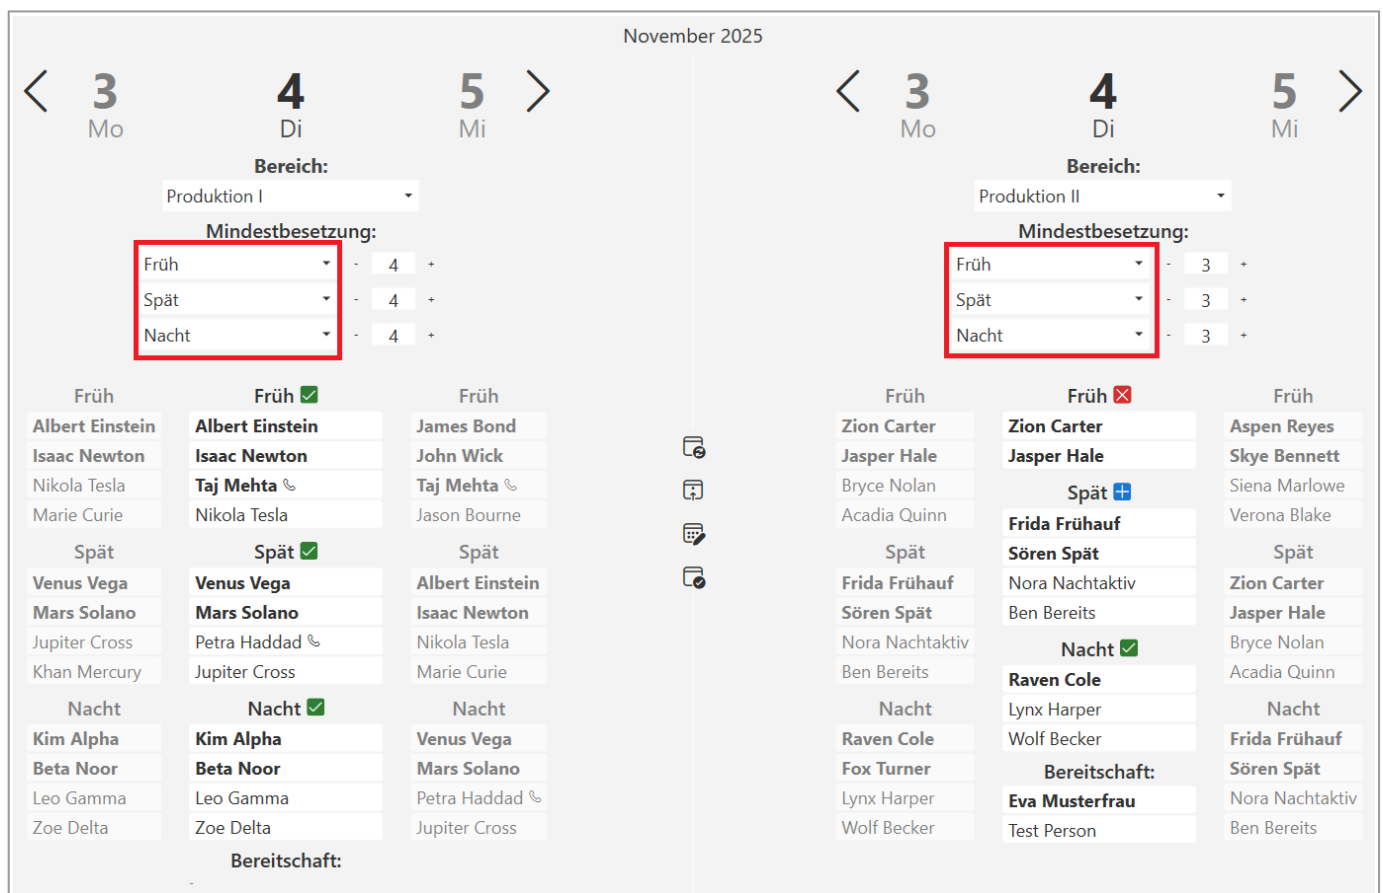 November 2025
3 4 5
Mo Di Mi
Bereich:
Produktion I
Mindestbesetzung:
Früh - 4 +
Spät - 4 +
Nacht - 4 +
Früh Früh Früh
Albert Einstein Albert Einstein James Bond
Isaac Newton Isaac Newton John Wick
Nikola Tesla Taj Mehta Taj Mehta
Marie Curie Nikola Tesla Jason Bourne
Spät Spät Spät
Venus Vega Venus Vega Albert Einstein
Mars Solano Mars Solano Isaac Newton
Jupiter Cross Petra Haddad Nikola Tesla
Khan Mercury Jupiter Cross Marie Curie
Nacht Nacht Nacht
Kim Alpha Kim Alpha Venus Vega
Beta Noor Beta Noor Mars Solano
Leo Gamma Leo Gamma Petra Haddad
Zoe Delta Zoe Delta Jupiter Cross
Bereitschaft:
-
3 4 5
Mo Di Mi
Bereich:
Produktion II
Mindestbesetzung:
Früh - 3 +
Spät - 3 +
Nacht - 3 +
Früh Früh Früh
Zion Carter Zion Carter Aspen Reyes
Jasper Hale Jasper Hale Skye Bennett
Bryce Nolan Spät Siena Marlowe
Acadia Quinn Frida Frühauf Verona Blake
Spät Sören Spät Spät
Frida Frühauf Nora Nachtaktiv Zion Carter
Sören Spät Ben Bereits Jasper Hale
Nora Nachtaktiv Nacht Bryce Nolan
Ben Bereits Raven Cole Acadia Quinn
Nacht Lynx Harper Nacht
Raven Cole Wolf Becker Frida Frühauf
Fox Turner Bereitschaft: Sören Spät
Lynx Harper Eva Musterfrau Nora Nachtaktiv
Wolf Becker Test Person Ben Bereits